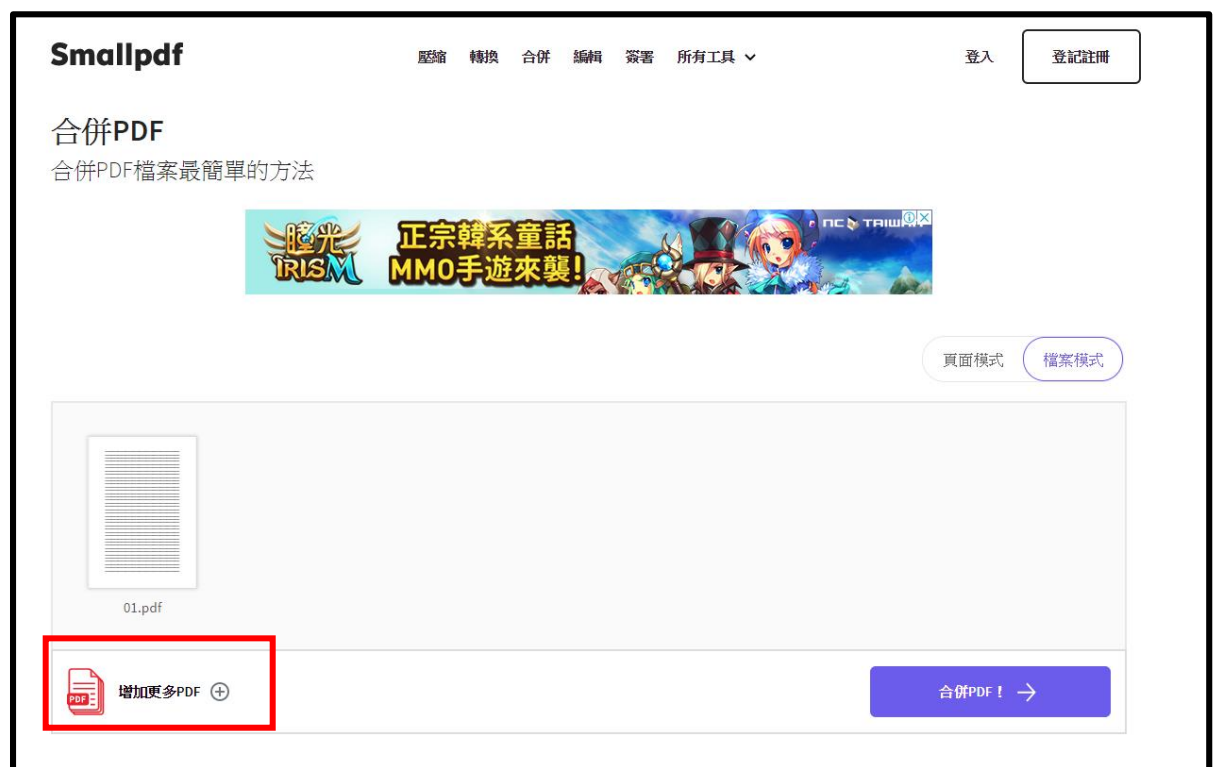 Smallpdf
壓縮 轉換 合併 編輯 簽署 所有工具
登入 登記註冊
合併PDF
合併PDF檔案最簡單的方法
曈光
IRISM
正宗韓系童話
MMO手遊來襲!
NC TAIWAN
頁面模式 檔案模式
01.pdf
PDF
增加更多PDF
合併PDF！